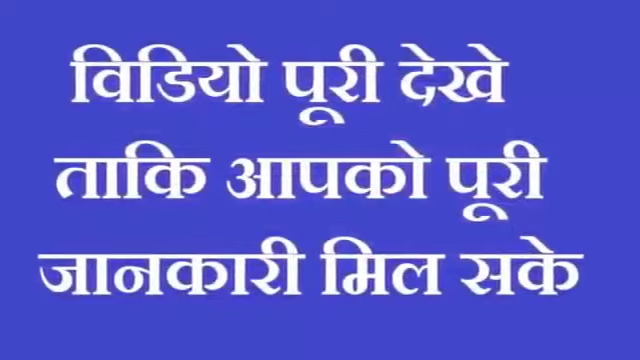 विडियो पूरी देखे
ताकि आपको पूरी
जानकारी मिल सके